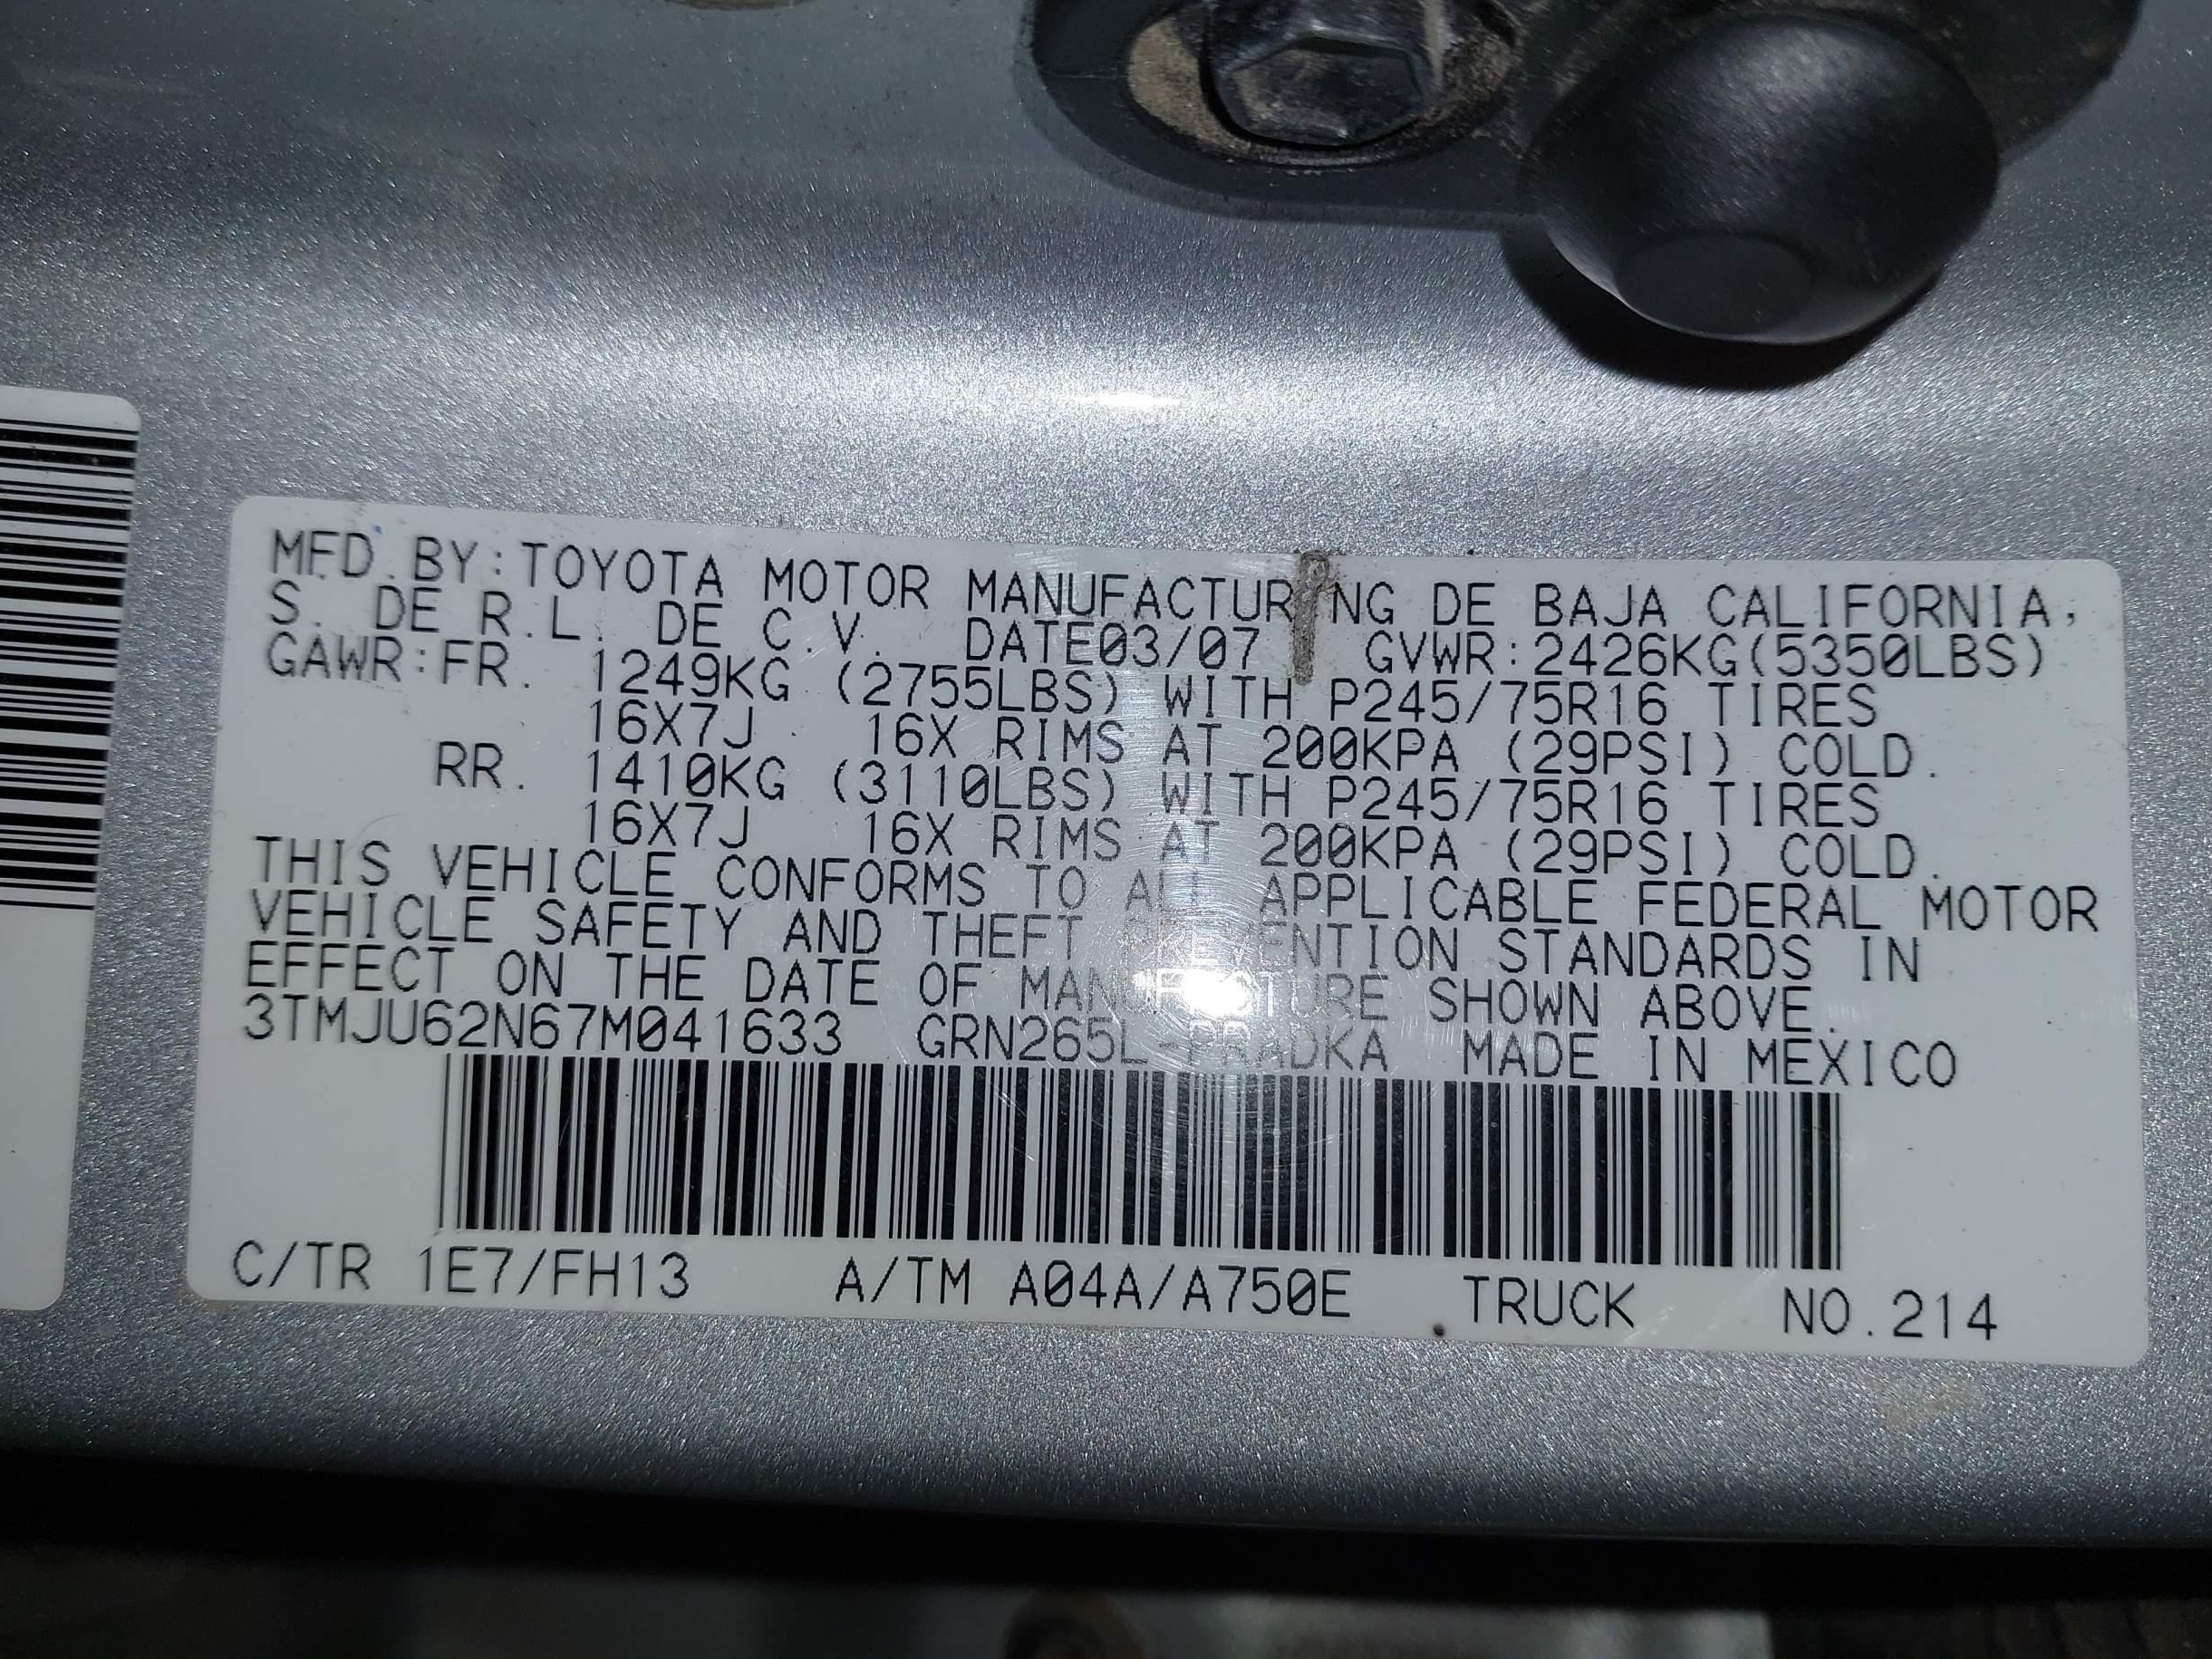 MFD.BY:TOYOTA MOTOR MANUFACTURING DE BAJA CALIFORNIA,
S. DE R.L. DE C.V. DATE03/07 GVWR:2426KG(5350LBS)
GAWR:FR. 1249KG (2755LBS) WITH P245/75R16 TIRES
16X7J 16X RIMS AT 200KPA (29PSI) COLD.
RR. 1410KG (3110LBS) WITH P245/75R16 TIRES
16X7J 16X RIMS AT 200KPA (29PSI) COLD.
THIS VEHICLE CONFORMS TO ALL APPLICABLE FEDERAL MOTOR
VEHICLE SAFETY AND THEFT PREVENTION STANDARDS IN
EFFECT ON THE DATE OF MANUFACTURE SHOWN ABOVE.
3TMJU62N67M041633 GRN265L-PRADKA MADE IN MEXICO
C/TR 1E7/FH13 A/TM A04A/A750E TRUCK NO.214